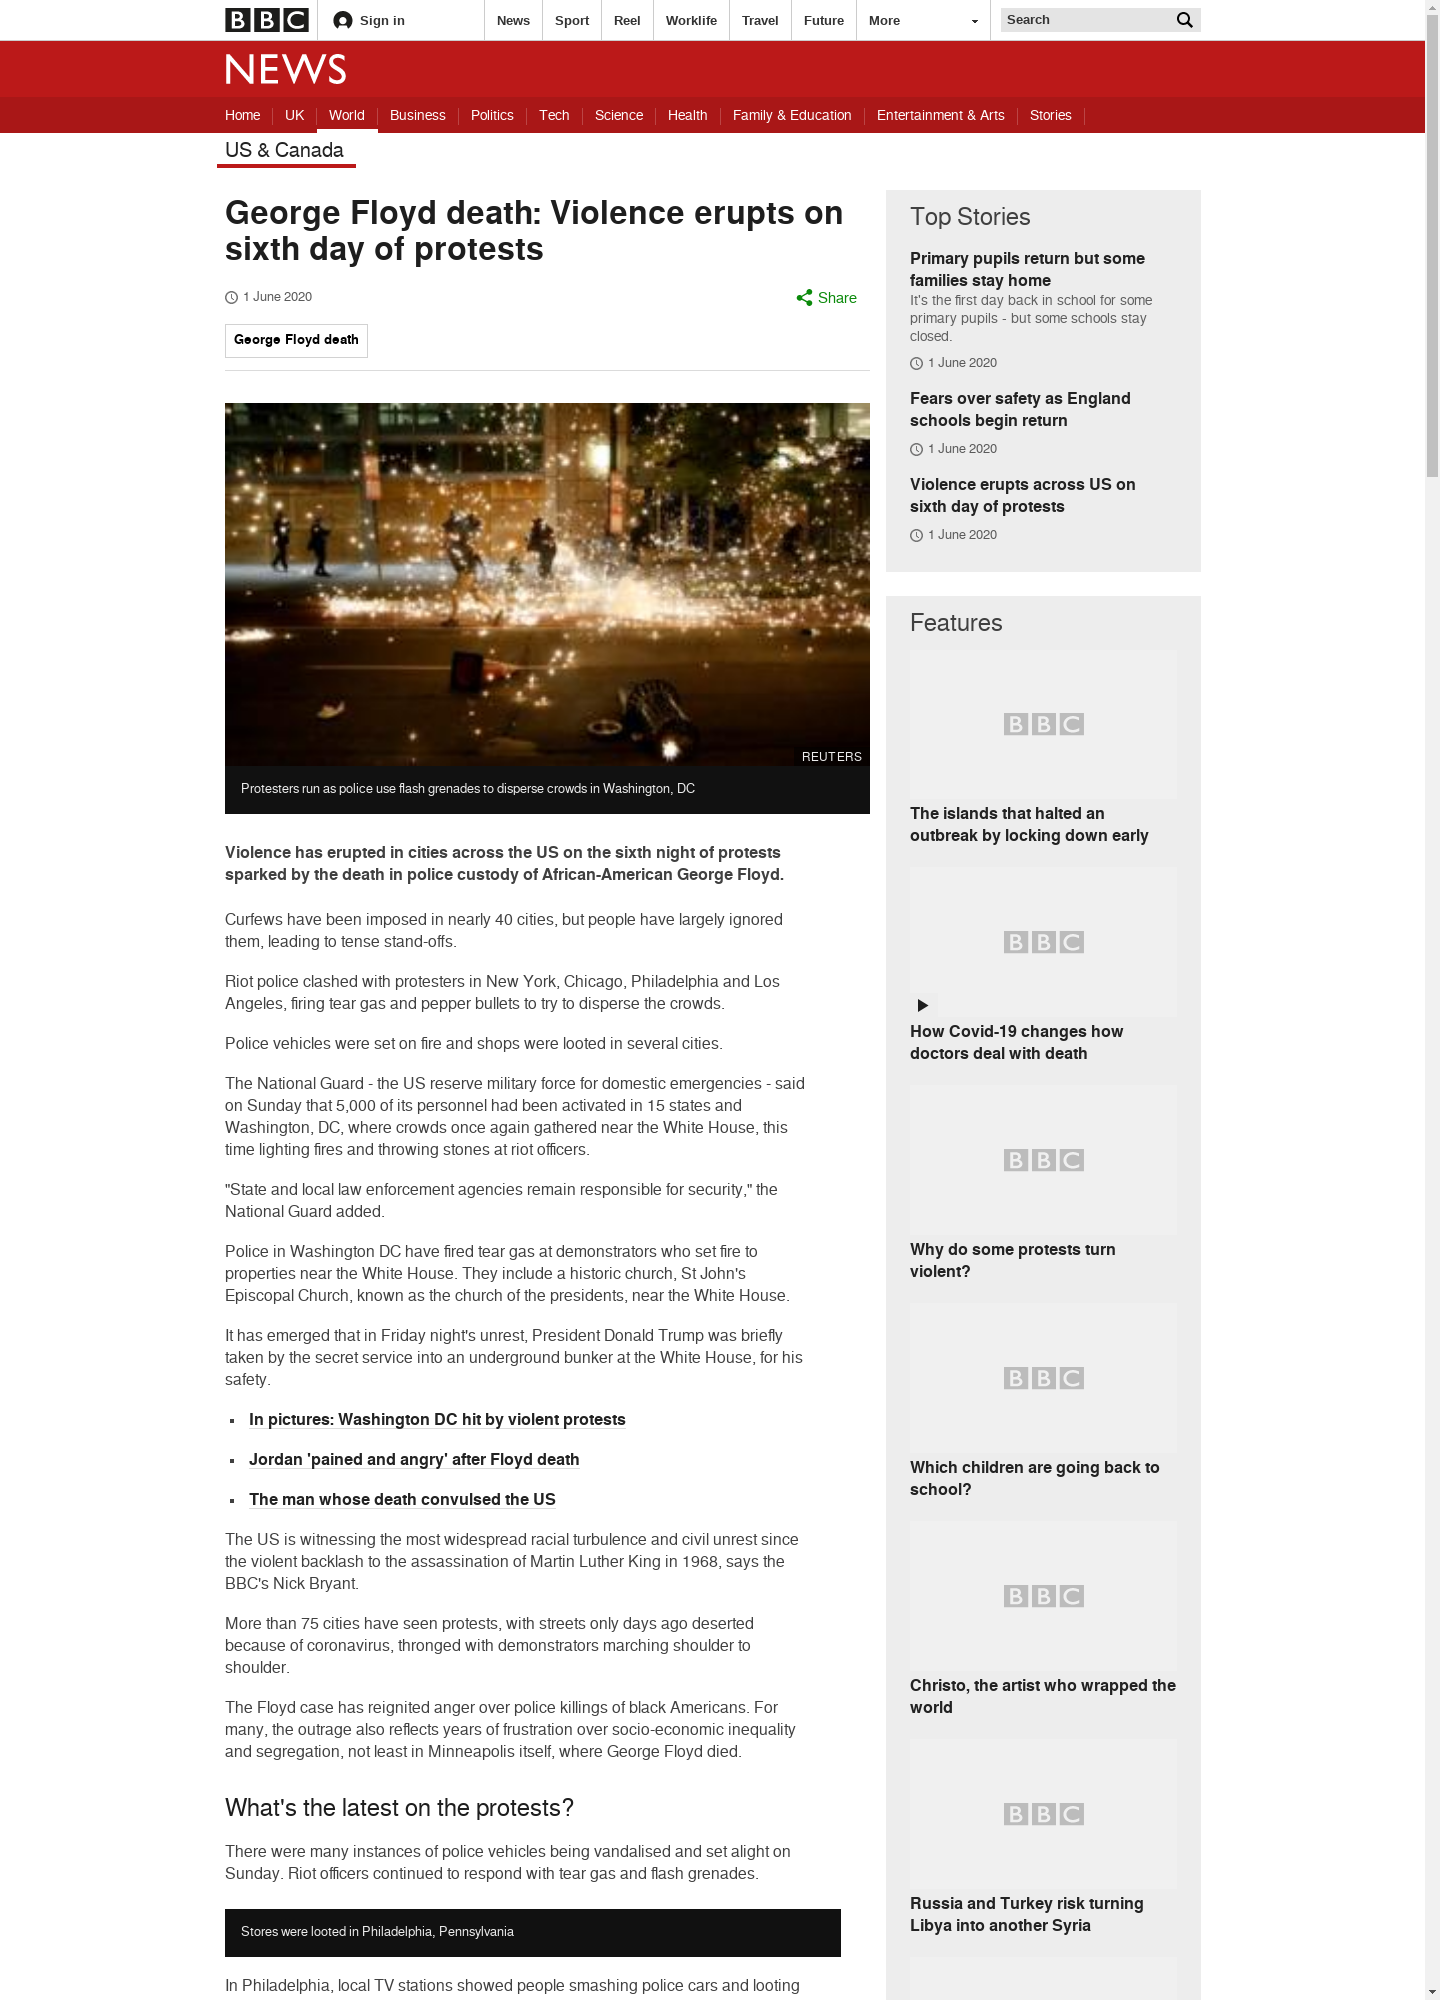 BBC
Sign in
News
Sport
Reel
Worklife
Travel
Future
More
Search
NEWS
Home
UK
World
Business
Politics
Tech
Science
Health
Family & Education
Entertainment & Arts
Stories
US & Canada
George Floyd death: Violence erupts on
sixth day of protests
1 June 2020
Share
George Floyd death
REUTERS
Protesters run as police use flash grenades to disperse crowds in Washington, DC
Violence has erupted in cities across the US on the sixth night of protests
sparked by the death in police custody of African-American George Floyd.
Curfews have been imposed in nearly 40 cities, but people have largely ignored
them, leading to tense stand-offs.
Riot police clashed with protesters in New York, Chicago, Philadelphia and Los
Angeles, firing tear gas and pepper bullets to try to disperse the crowds.
Police vehicles were set on fire and shops were looted in several cities.
The National Guard - the US reserve military force for domestic emergencies - said
on Sunday that 5,000 of its personnel had been activated in 15 states and
Washington, DC, where crowds once again gathered near the White House, this
time lighting fires and throwing stones at riot officers.
"State and local law enforcement agencies remain responsible for security," the
National Guard added.
Police in Washington DC have fired tear gas at demonstrators who set fire to
properties near the White House. They include a historic church, St John's
Episcopal Church, known as the church of the presidents, near the White House.
It has emerged that in Friday night's unrest, President Donald Trump was briefly
taken by the secret service into an underground bunker at the White House, for his
safety.
In pictures: Washington DC hit by violent protests
Jordan 'pained and angry' after Floyd death
The man whose death convulsed the US
The US is witnessing the most widespread racial turbulence and civil unrest since
the violent backlash to the assassination of Martin Luther King in 1968, says the
BBC's Nick Bryant.
More than 75 cities have seen protests, with streets only days ago deserted
because of coronavirus, thronged with demonstrators marching shoulder to
shoulder.
The Floyd case has reignited anger over police killings of black Americans. For
many, the outrage also reflects years of frustration over socio-economic inequality
and segregation, not least in Minneapolis itself, where George Floyd died.
What's the latest on the protests?
There were many instances of police vehicles being vandalised and set alight on
Sunday. Riot officers continued to respond with tear gas and flash grenades.
Stores were looted in Philadelphia, Pennsylvania
In Philadelphia, local TV stations showed people smashing police cars and looting
Top Stories
Primary pupils return but some
families stay home
It's the first day back in school for some
primary pupils - but some schools stay
closed.
1 June 2020
Fears over safety as England
schools begin return
1 June 2020
Violence erupts across US on
sixth day of protests
1 June 2020
Features
BBC
The islands that halted an
outbreak by locking down early
BBC
How Covid-19 changes how
doctors deal with death
BBC
Why do some protests turn
violent?
BBC
Which children are going back to
school?
BBC
Christo, the artist who wrapped the
world
BBC
Russia and Turkey risk turning
Libya into another Syria